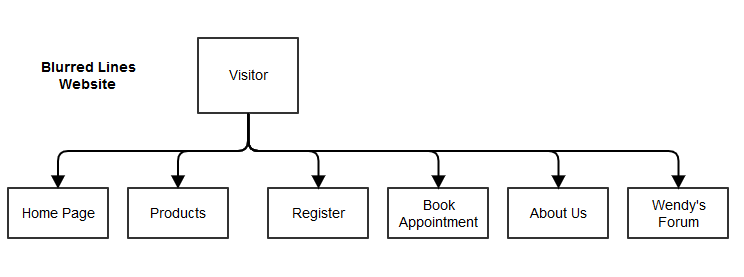 Blurred Lines
Website
Visitor
Home Page
Products
Register
Book
Appointment
About Us
Wendy's
Forum